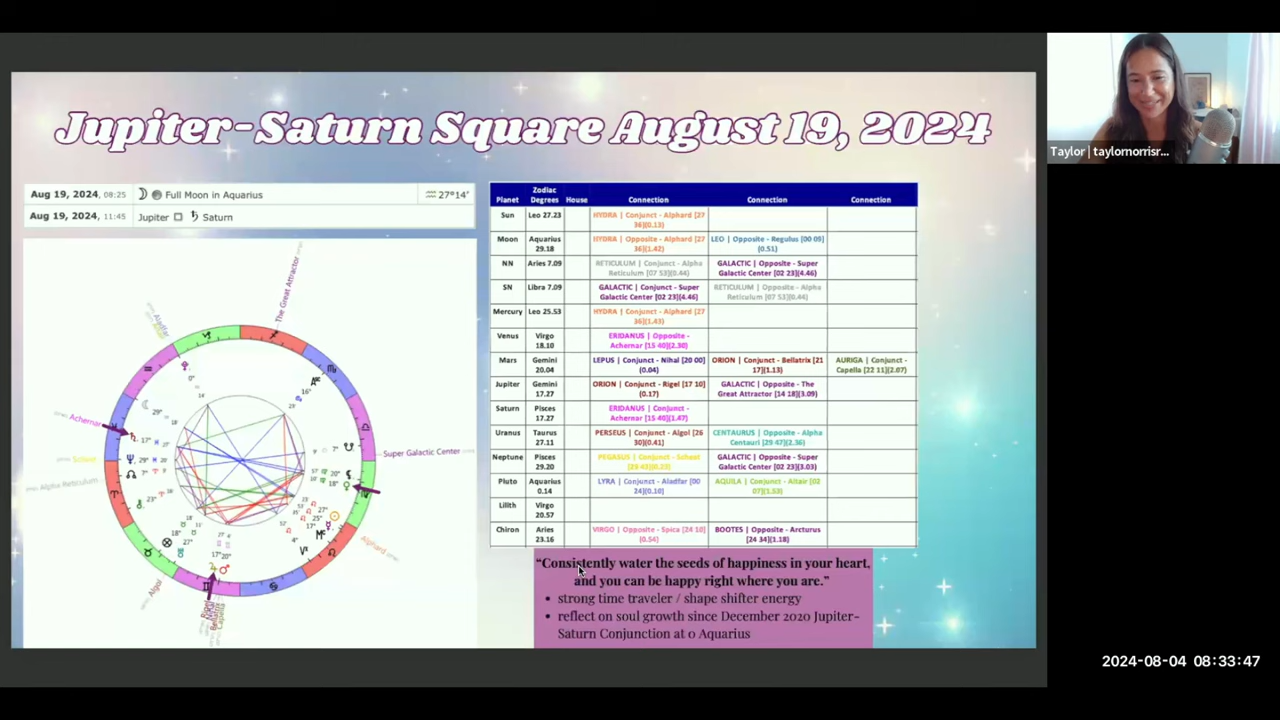 Jupiter-Saturn Square August 19, 2024
Taylor | taylornorrisr...
Aug 19, 2024, 08:25 Full Moon in Aquarius ♒ 27°14'
Aug 19, 2024, 11:45 Jupiter □ ♄ Saturn
The Great Attractor
Aladfar
Achernar
Scheat
Alpha Reticulum
Algol
Rigel
Bellatrix
Capella
Alphard
Super Galactic Center
Planet Zodiac Degrees House Connection Connection Connection
Sun Leo 27.23 HYDRA | Conjunct - Alphard [27 36](0.13)
Moon Aquarius 29.18 HYDRA | Opposite - Alphard [27 36](1.42) LEO | Opposite - Regulus [00 09](0.51)
NN Aries 7.09 RETICULUM | Conjunct - Alpha Reticulum [07 53](0.44) GALACTIC | Opposite - Super Galactic Center [02 23](4.46)
SN Libra 7.09 GALACTIC | Conjunct - Super Galactic Center [02 23](4.46) RETICULUM | Opposite - Alpha Reticulum [07 53](0.44)
Mercury Leo 25.53 HYDRA | Conjunct - Alphard [27 36](1.43)
Venus Virgo 18.10 ERIDANUS | Opposite - Achernar [15 40](2.30)
Mars Gemini 20.04 LEPUS | Conjunct - Nihal [20 00](0.04) ORION | Conjunct - Bellatrix [21 17](1.13) AURIGA | Conjunct - Capella [22 11](2.07)
Jupiter Gemini 17.27 ORION | Conjunct - Rigel [17 10](0.17) GALACTIC | Opposite - The Great Attractor [14 18](3.09)
Saturn Pisces 17.27 ERIDANUS | Conjunct - Achernar [15 40](1.47)
Uranus Taurus 27.11 PERSEUS | Conjunct - Algol [26 30](0.41) CENTAURUS | Opposite - Alpha Centauri [29 47](2.36)
Neptune Pisces 29.20 PEGASUS | Conjunct - Scheat [29 43](0.23) GALACTIC | Opposite - Super Galactic Center [02 23](3.03)
Pluto Aquarius 0.14 LYRA | Conjunct - Aladfar [00 24](0.10) AQUILA | Conjunct - Altair [02 07](1.53)
Lilith Virgo 20.57
Chiron Aries 23.16 VIRGO | Opposite - Spica [24 10](0.54) BOOTES | Opposite - Arcturus [24 34](1.18)
“Consistently water the seeds of happiness in your heart,
and you can be happy right where you are.”
• strong time traveler / shape shifter energy
• reflect on soul growth since December 2020 Jupiter-
Saturn Conjunction at 0 Aquarius
2024-08-04 08:33:47